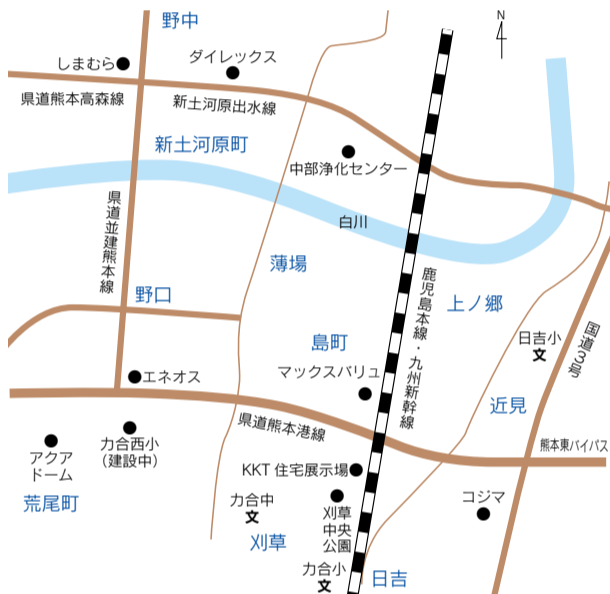 野中
N
しまむら
ダイレックス
県道熊本高森線
新土河原出水線
新土河原町
中部浄化センター
県道並建熊本線
白川
薄場
野口
鹿児島本線・九州新幹線
上ノ郷
国道3号
島町
日吉小
文
マックスバリュ
エネオス
近見
県道熊本港線
力合西小
(建設中)
熊本東バイパス
アクア
ドーム
KKT 住宅展示場
荒尾町
力合中
文
刈草
中央
公園
コジマ
刈草
力合小
文
日吉